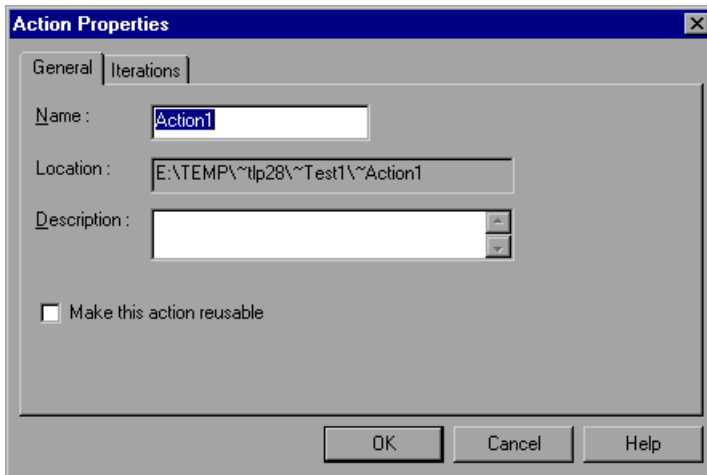 Action Properties
General Iterations
Name : Action1
Location : E:\TEMP\~tlp28\~Test1\~Action1
Description :
Make this action reusable
OK Cancel Help